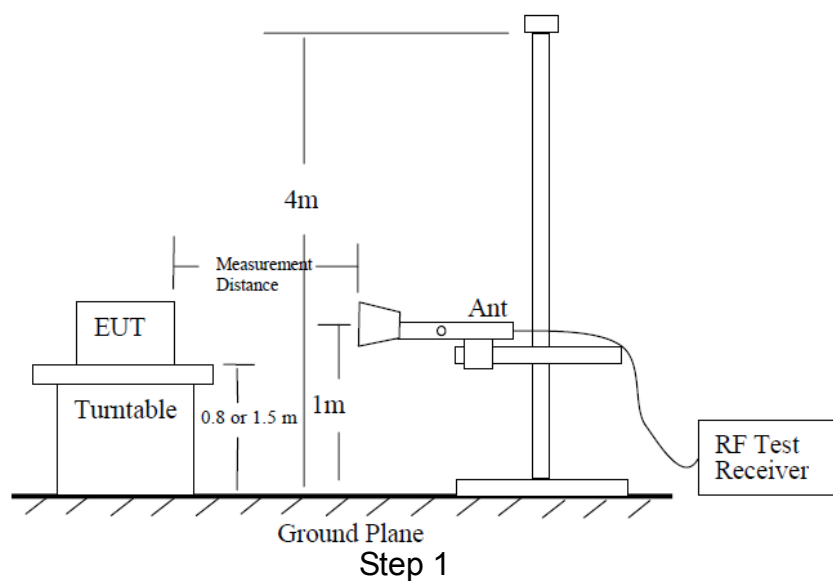 4m
Measurement
Distance
Ant
EUT
Turntable
0.8 or 1.5 m
1m
RF Test
Receiver
Ground Plane
Step 1